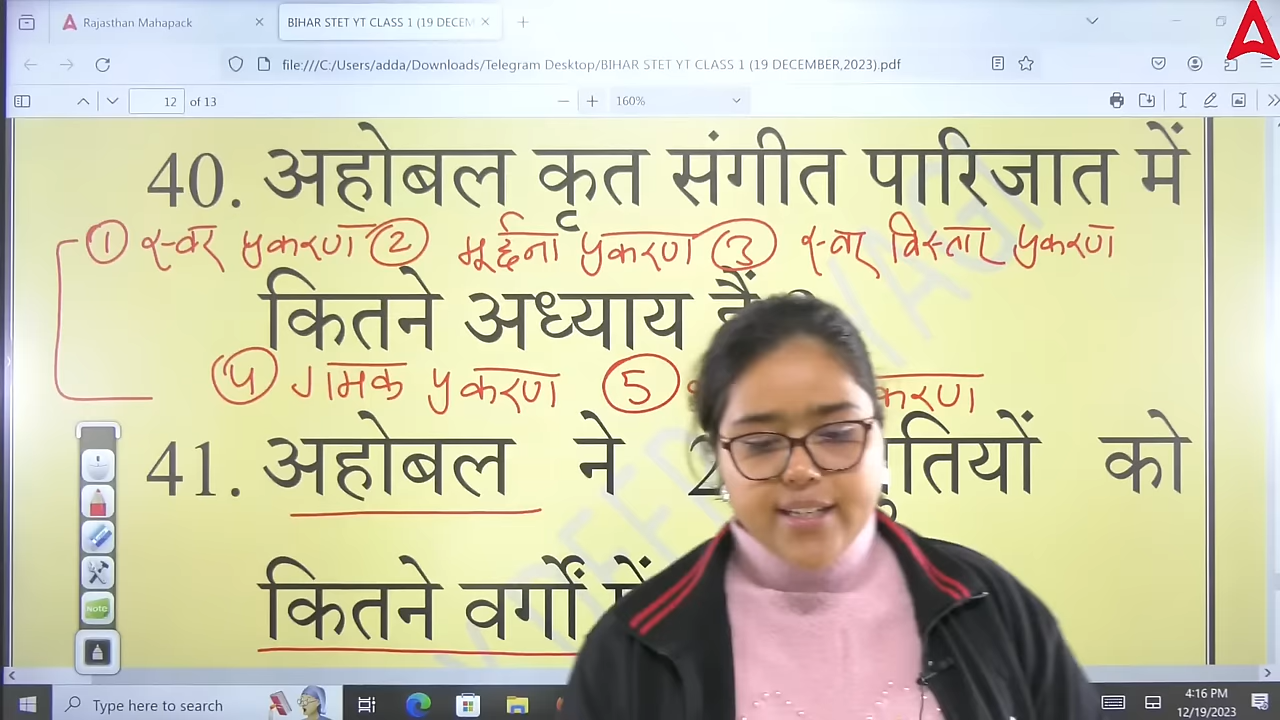 Rajasthan Mahapack
BIHAR STET YT CLASS 1 (19 DECEM
file:///C:/Users/adda/Downloads/Telegram Desktop/BIHAR STET YT CLASS 1 (19 DECEMBER,2023).pdf
12 of 13
160%
40. अहोबल कृत संगीत पारिजात में
① स्वर प्रकरण ② मूर्छना प्रकरण ③ स्वर विस्तार प्रकरण
कितने अध्याय हैं
④ गमक प्रकरण ⑤ करण
41. अहोबल ने को
कितने वर्गों में
NOTE
Type here to search
4:16 PM
12/19/2023